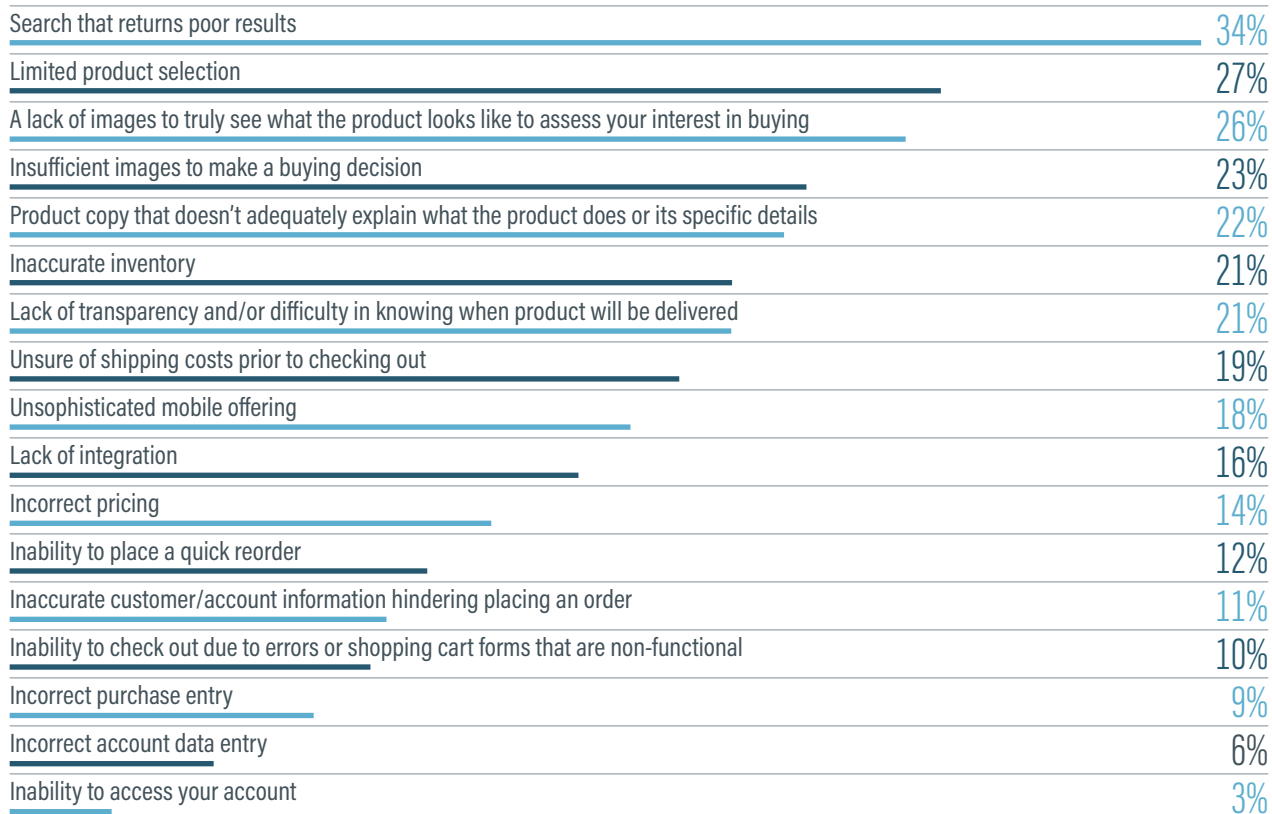 Search that returns poor results 34%
Limited product selection 27%
A lack of images to truly see what the product looks like to assess your interest in buying 26%
Insufficient images to make a buying decision 23%
Product copy that doesn't adequately explain what the product does or its specific details 22%
Inaccurate inventory 21%
Lack of transparency and/or difficulty in knowing when product will be delivered 21%
Unsure of shipping costs prior to checking out 19%
Unsophisticated mobile offering 18%
Lack of integration 16%
Incorrect pricing 14%
Inability to place a quick reorder 12%
Inaccurate customer/account information hindering placing an order 11%
Inability to check out due to errors or shopping cart forms that are non-functional 10%
Incorrect purchase entry 9%
Incorrect account data entry 6%
Inability to access your account 3%